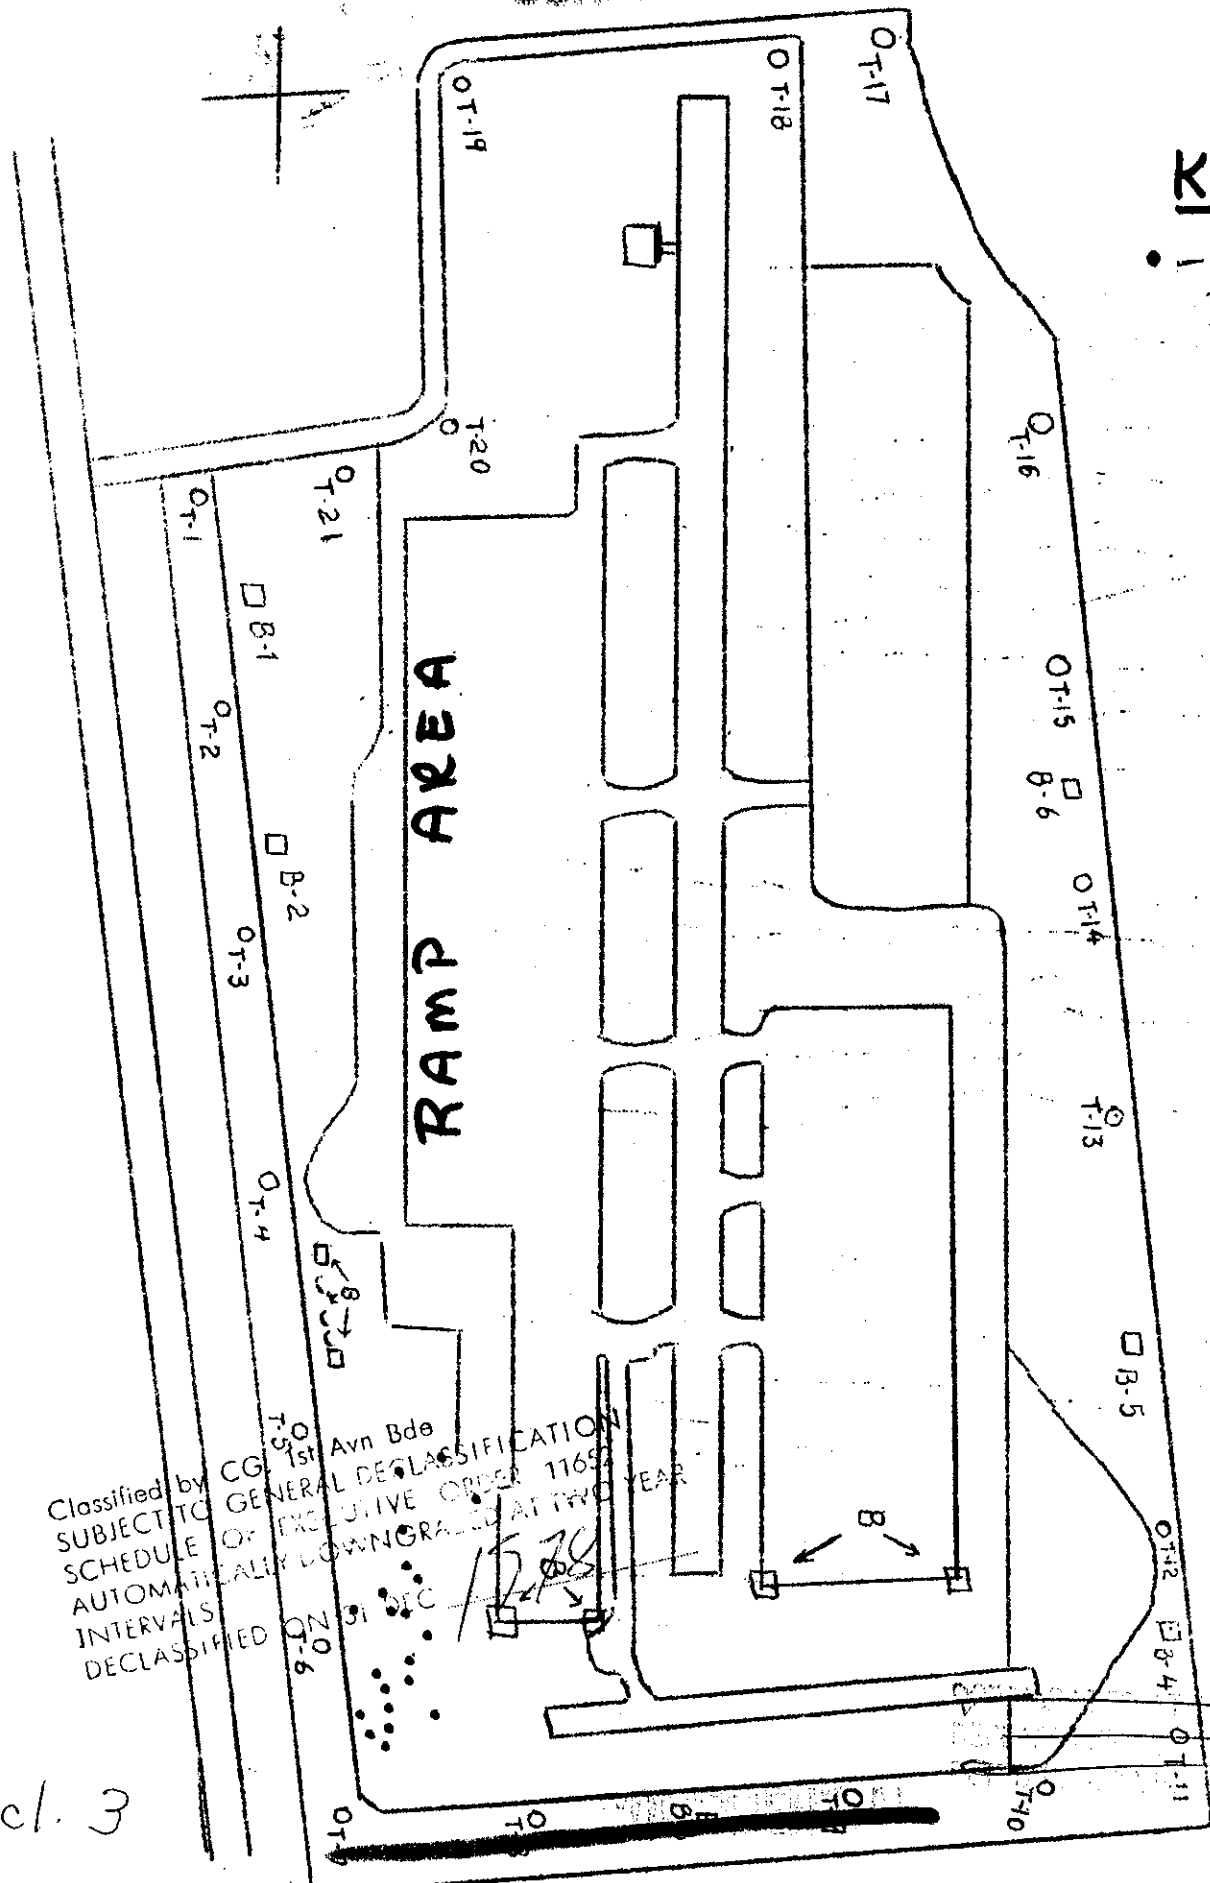 K
T-17
T-18
T-19
T-16
T-20
T-21
T-1
B-1
T-15
B-6
T-2
RAMP AREA
B-2
T-14
T-3
T-13
T-4
B
B-5
T-5
Classified by CG, 1st Avn Bde
SUBJECT TO GENERAL DECLASSIFICATION
SCHEDULE OF EXECUTIVE ORDER 11652
AUTOMATICALLY DOWNGRADED AT TWO YEAR
INTERVALS
DECLASSIFIED ON 31 DEC 1578
B
B
T-12
T-6
B-4
T-11
T-10
cl. 3